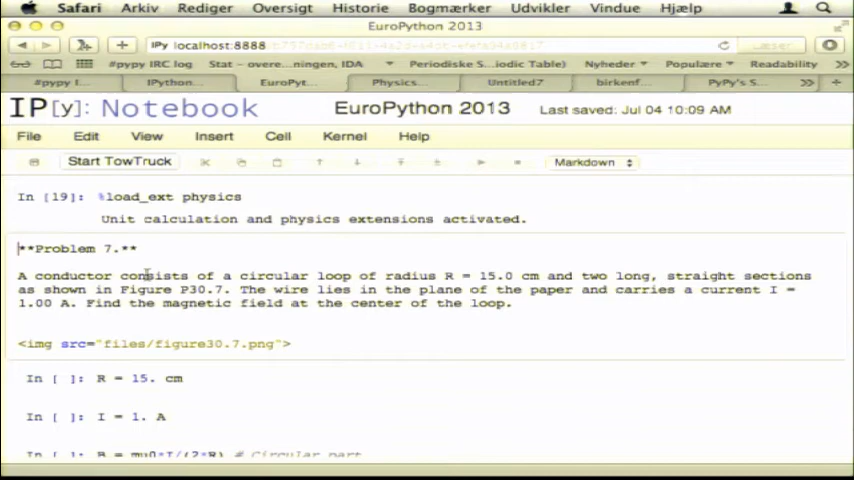 Safari Arkiv Rediger Oversigt Historie Bogmærker Udvikler Vindue Hjælp
EuroPython 2013
IPy localhost:8888
#pypy IRC log Stat – overe...ningen, IDA Periodiske S...iodic Table) Nyheder Populære Readability
#pypy I... IPython... EuroPyt... Physics... Untitled7 birkenf... PyPy's S...
IP[y]: Notebook EuroPython 2013 Last saved: Jul 04 10:09 AM
File Edit View Insert Cell Kernel Help
Start TowTruck Markdown
In [19]: %load_ext physics
Unit calculation and physics extensions activated.
**Problem 7.**
A conductor consists of a circular loop of radius R = 15.0 cm and two long, straight sections
as shown in Figure P30.7. The wire lies in the plane of the paper and carries a current I =
1.00 A. Find the magnetic field at the center of the loop.
<img src="files/figure30.7.png">
In [ ]: R = 15. cm
In [ ]: I = 1. A
In [ ]: B = mu0*I/(2*R) # Circular part